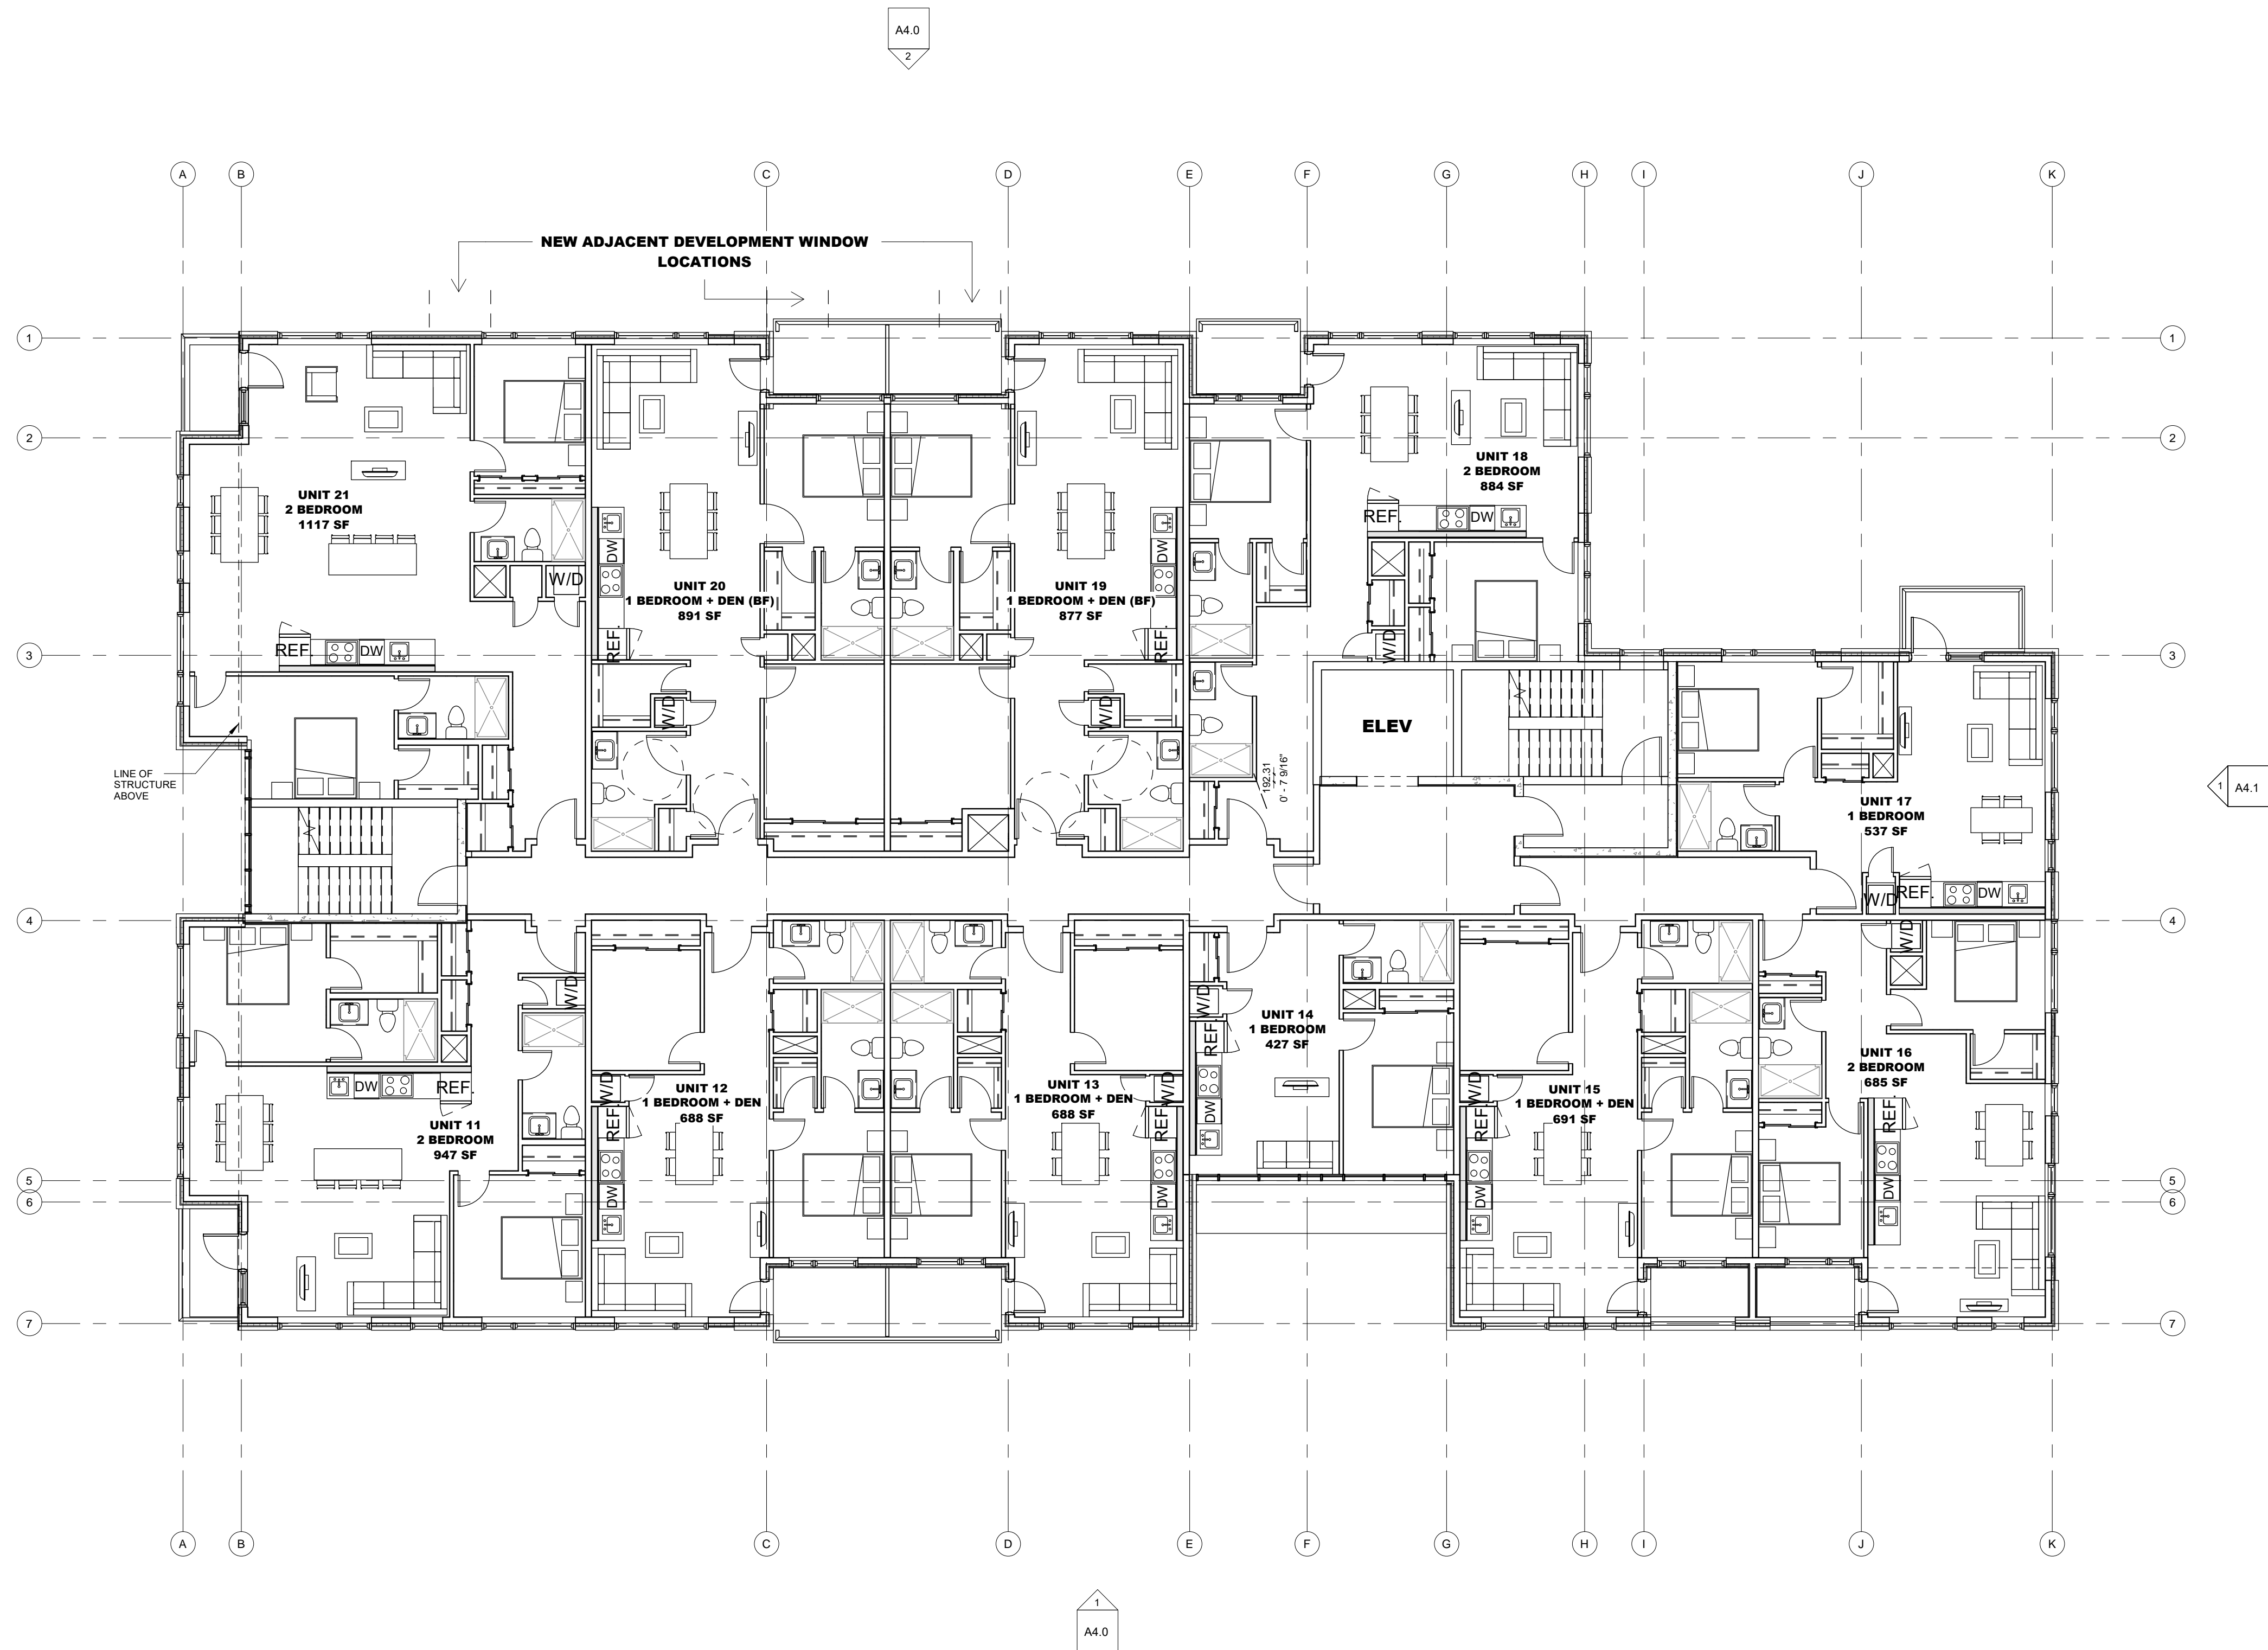 A4.0
2
A
B
C
D
E
F
G
H
I
J
K
NEW ADJACENT DEVELOPMENT WINDOW
LOCATIONS
1
1
2
2
UNIT 18
2 BEDROOM
884 SF
UNIT 21
2 BEDROOM
1117 SF
REF.
DW
DW
DW
W/D
UNIT 20
1 BEDROOM + DEN (BF)
891 SF
UNIT 19
1 BEDROOM + DEN (BF)
877 SF
REF.
DW
REF.
REF.
W/D
3
3
W/D
W/D
ELEV
LINE OF
STRUCTURE
ABOVE
192.31
0' - 7 9/16"
1
A4.1
UNIT 17
1 BEDROOM
537 SF
W/D
REF.
DW
4
4
W/D
W/D
W/D
UNIT 14
1 BEDROOM
427 SF
REF.
DW
UNIT 16
2 BEDROOM
685 SF
REF.
DW
DW
REF.
UNIT 11
2 BEDROOM
947 SF
W/D
UNIT 12
1 BEDROOM + DEN
688 SF
REF.
DW
UNIT 13
1 BEDROOM + DEN
688 SF
W/D
REF.
DW
W/D
UNIT 15
1 BEDROOM + DEN
691 SF
REF.
DW
5
5
6
6
7
7
A
B
C
D
E
F
G
H
I
J
K
1
A4.0